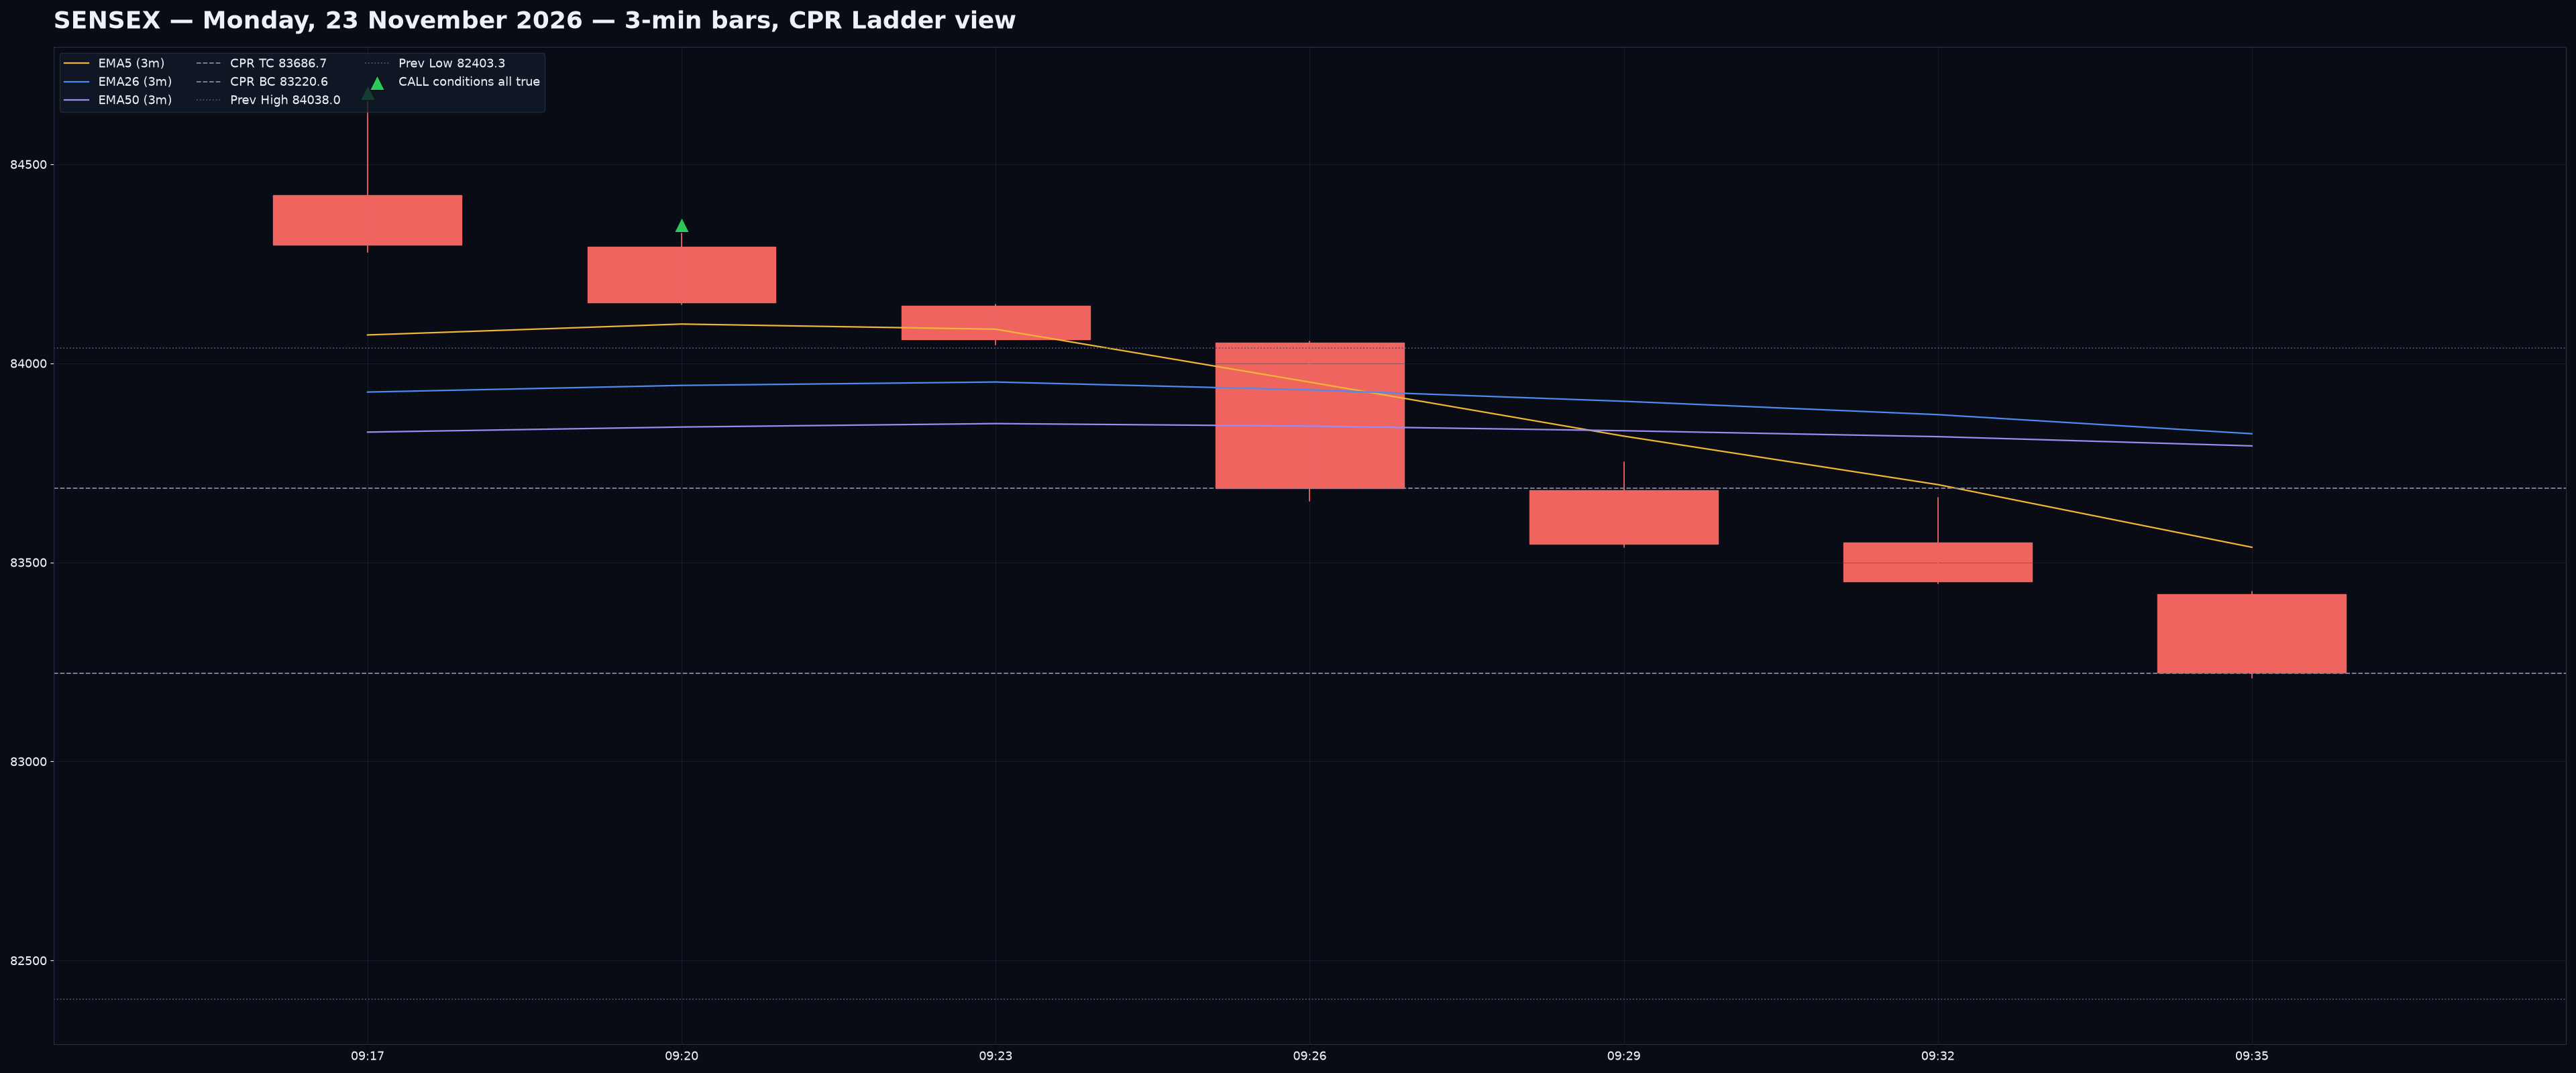 SENSEX — Monday, 23 November 2026 — 3-min bars, CPR Ladder view
EMA5 (3m)
EMA26 (3m)
EMA50 (3m)
CPR TC 83686.7
CPR BC 83220.6
Prev High 84038.0
Prev Low 82403.3
CALL conditions all true
84500
84000
83500
83000
82500
09:17 09:20 09:23 09:26 09:29 09:32 09:35